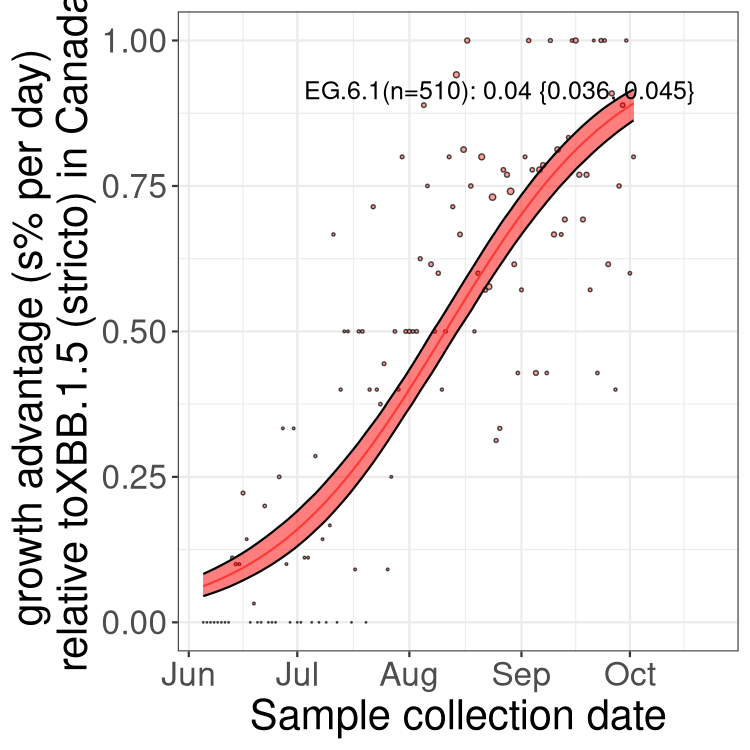 growth advantage (s% per day)
relative toXBB.1.5 (stricto) in Canada
1.00
0.75
0.50
0.25
0.00
EG.6.1(n=510): 0.04 {0.036, 0.045}
Jun Jul Aug Sep Oct
Sample collection date